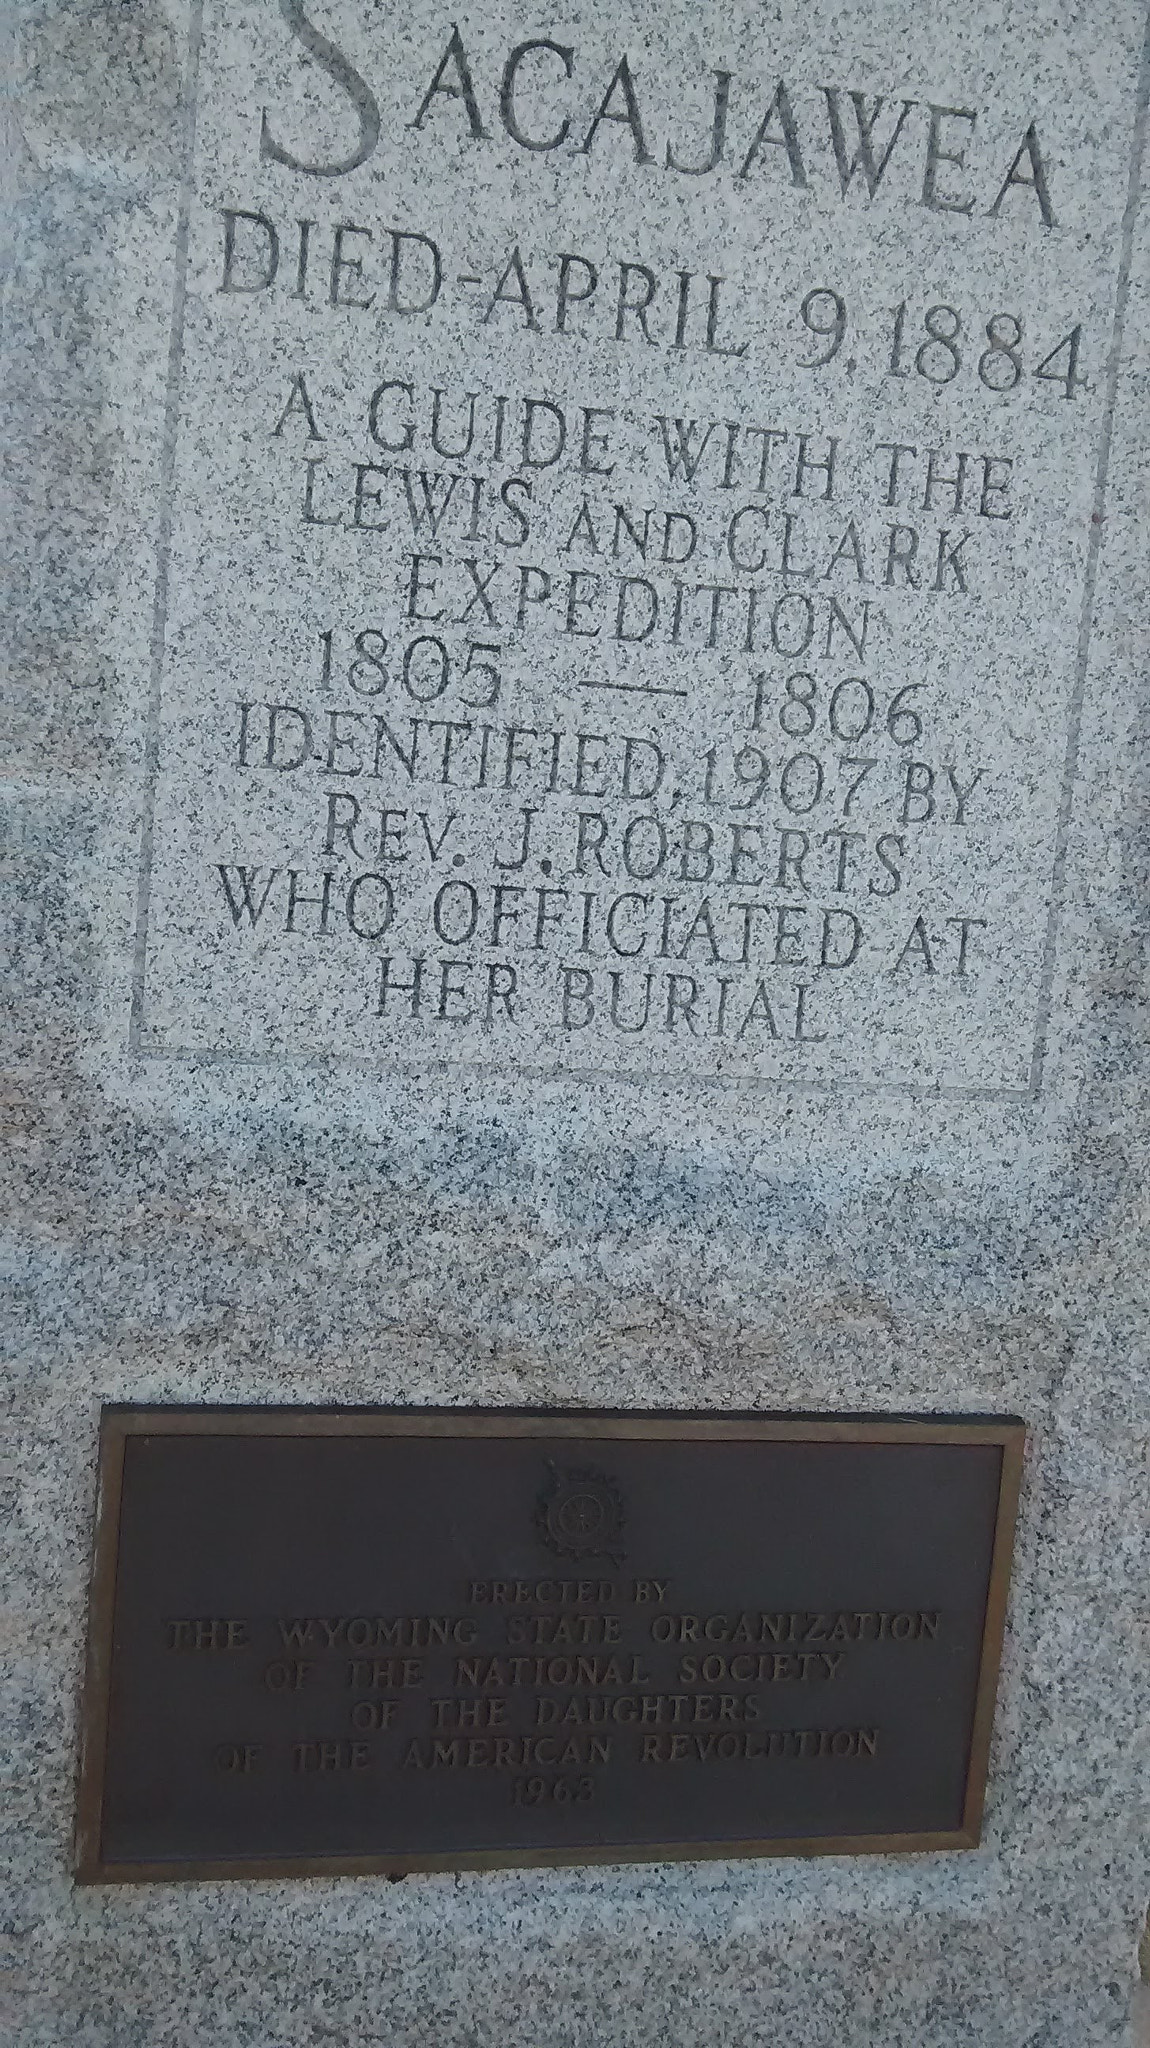 SACAJAWEA
DIED-APRIL 9, 1884
A GUIDE WITH THE
LEWIS AND CLARK
EXPEDITION
1805 — 1806
IDENTIFIED, 1907 BY
REV. J. ROBERTS
WHO OFFICIATED AT
HER BURIAL
ERECTED BY
THE WYOMING STATE ORGANIZATION
OF THE NATIONAL SOCIETY
OF THE DAUGHTERS
OF THE AMERICAN REVOLUTION
1963